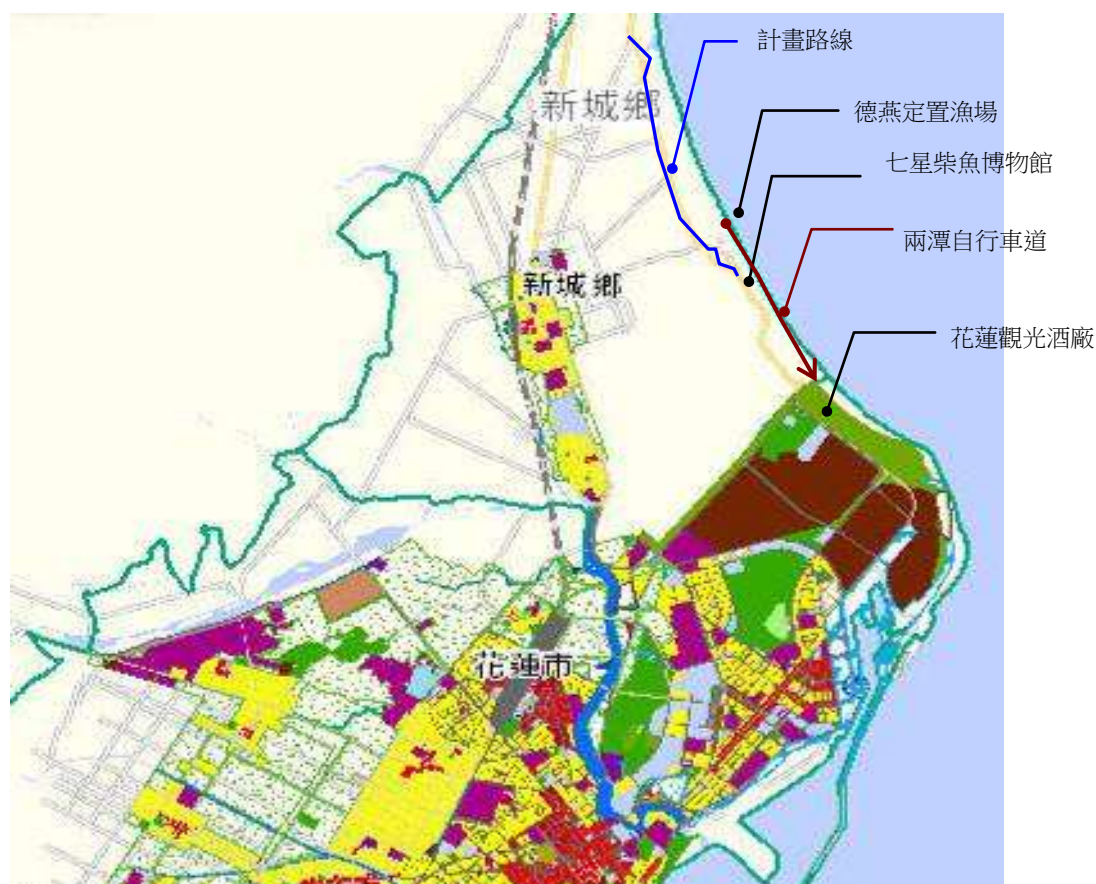 計畫路線
新城鄉
德燕定置漁場
七星柴魚博物館
兩潭自行車道
新城鄉
花蓮觀光酒廠
花蓮市